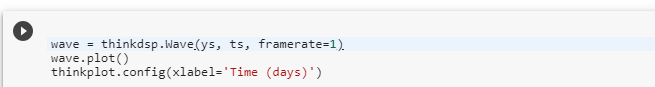 wave = thinkdsp.Wave(ys, ts, framerate=1)
wave.plot()
thinkplot.config(xlabel='Time (days)')